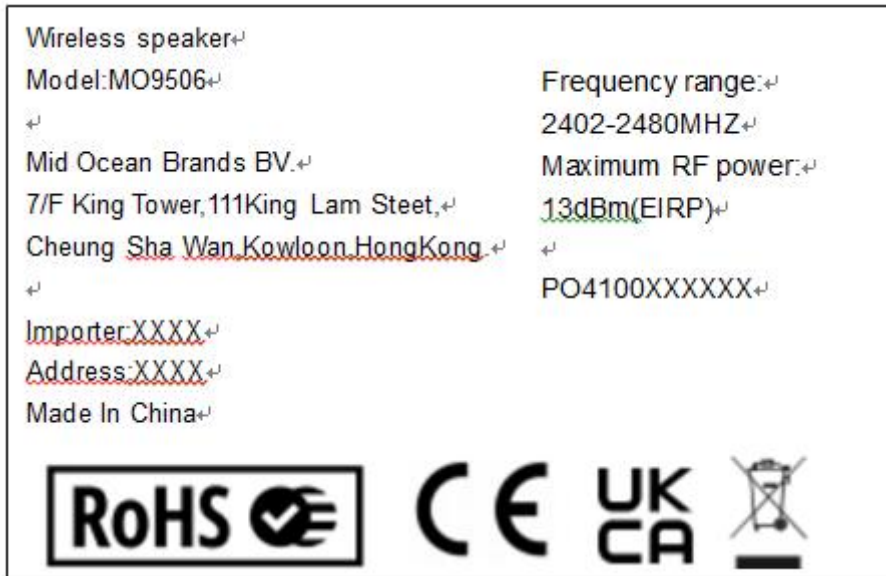 Wireless speaker
Model:MO9506
Mid Ocean Brands BV.
7/F King Tower,111King Lam Steet,
Cheung Sha Wan,Kowloon,HongKong.
Importer:XXXX
Address:XXXX
Made In China
Frequency range:
2402-2480MHZ
Maximum RF power:
13dBm(EIRP)
PO4100XXXXXX
RoHS
CE
UK
CA